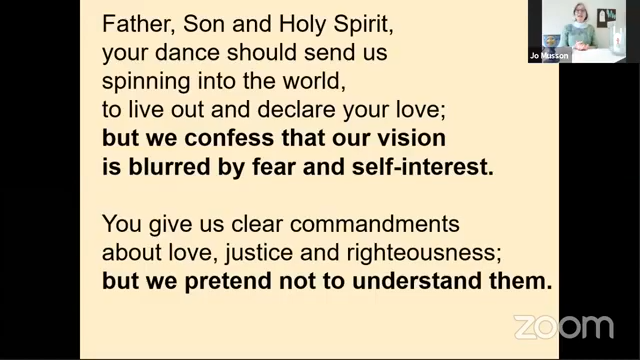 Father, Son and Holy Spirit,
your dance should send us
spinning into the world,
to live out and declare your love;
but we confess that our vision
is blurred by fear and self-interest.
You give us clear commandments
about love, justice and righteousness;
but we pretend not to understand them.
Jo Musson
zoom